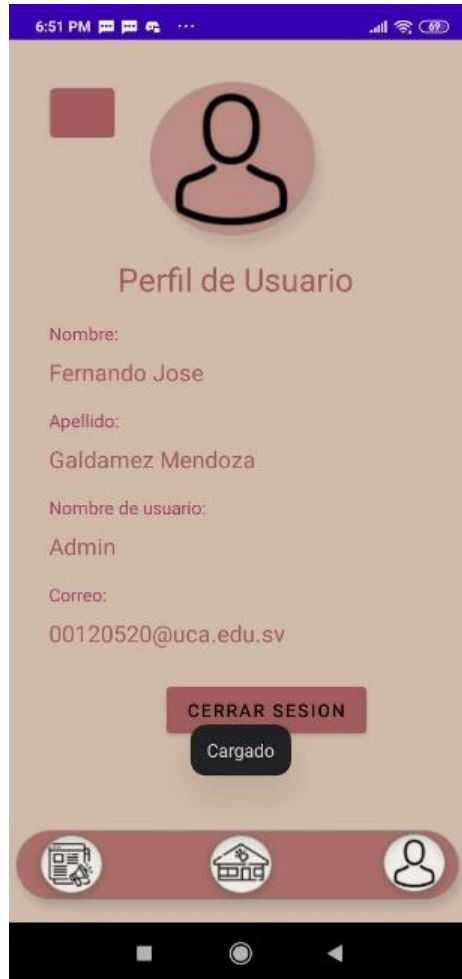 6:51 PM
69
Perfil de Usuario
Nombre:
Fernando Jose
Apellido:
Galdamez Mendoza
Nombre de usuario:
Admin
Correo:
00120520@uca.edu.sv
CERRAR SESION
Cargado